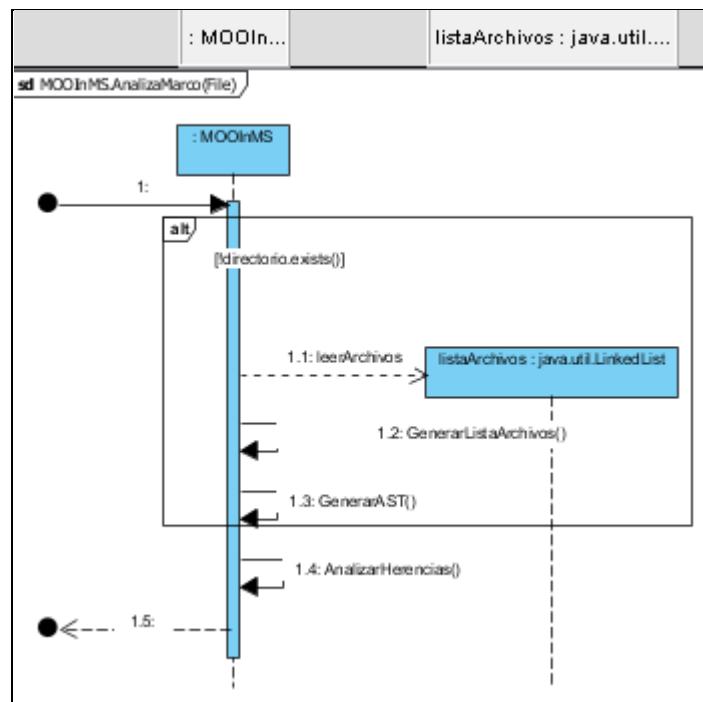 : MOOIn...
listaArchivos : java.util....
sd MOOInMS.AnalizaMarco(File)
: MOOInMS
1:
alt
[!directorio.exists()]
1.1: leerArchivos
listaArchivos : java.util.LinkedList
1.2: GenerarListaArchivos()
1.3: GenerarAST()
1.4: AnalizarHerencias()
1.5: